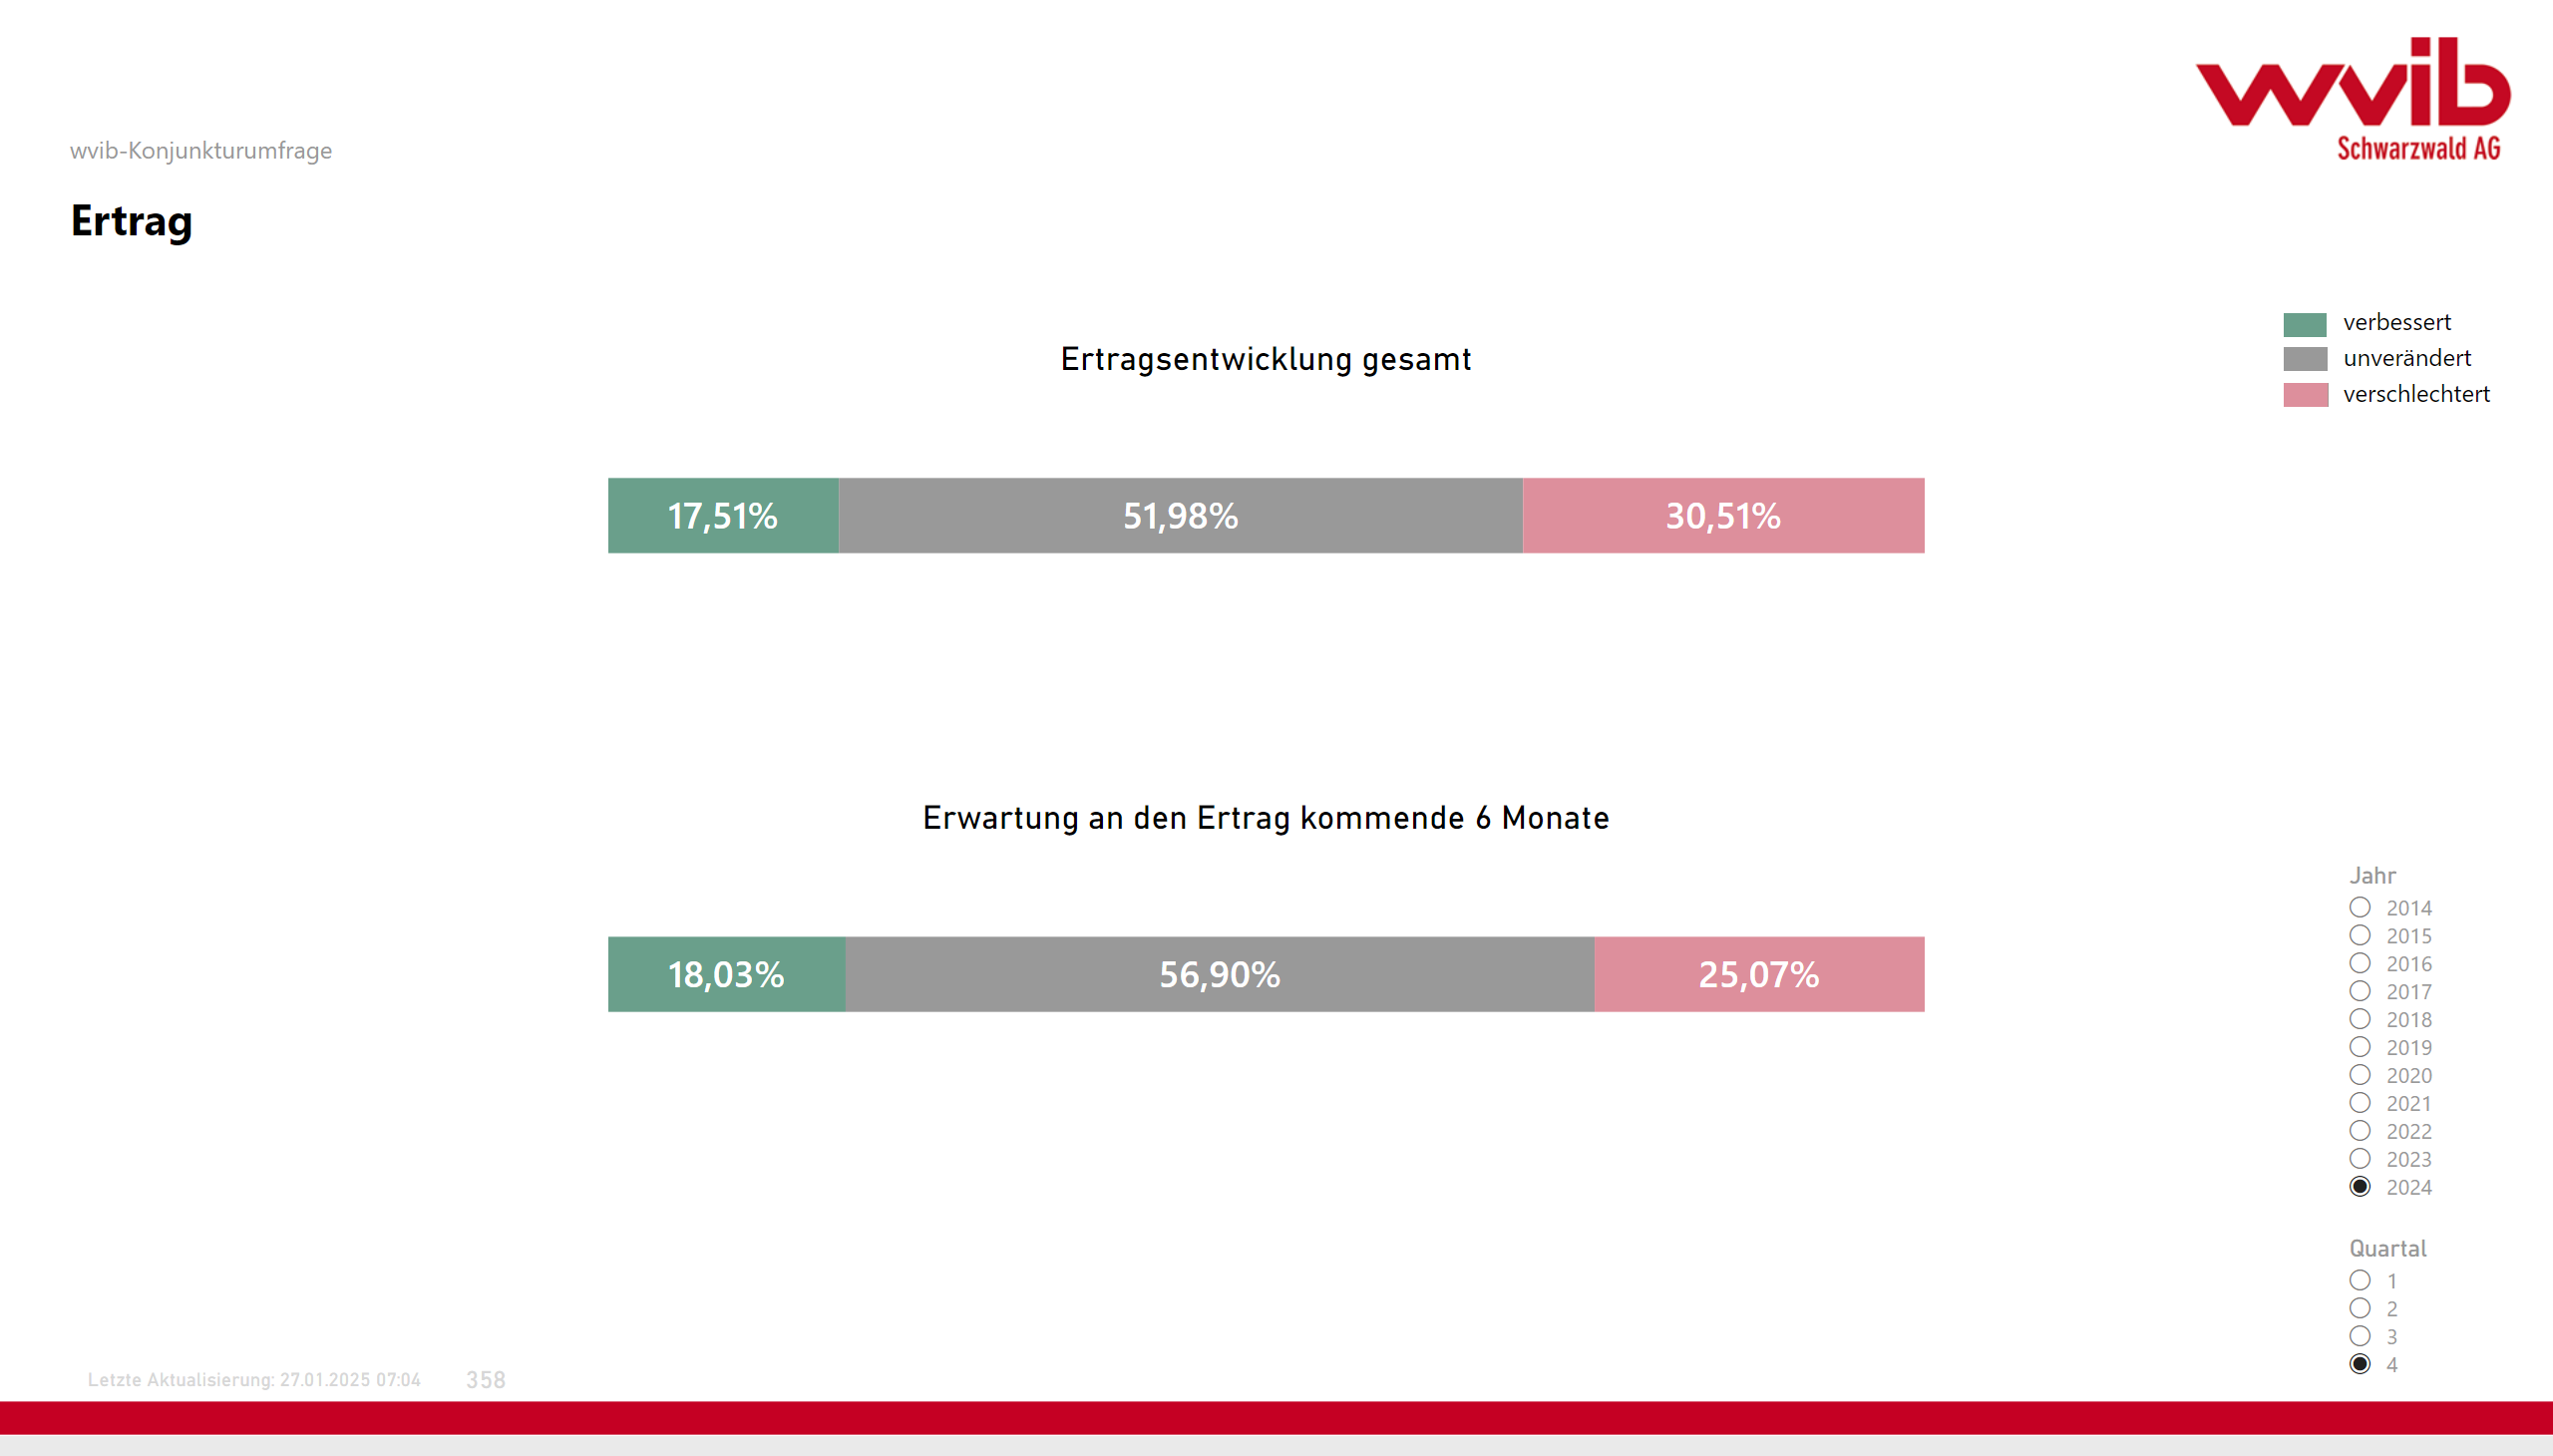 wvib
Schwarzwald AG
wvib-Konjunkturumfrage
Ertrag
verbessert
unverändert
verschlechtert
Ertragsentwicklung gesamt
17,51% 51,98% 30,51%
Erwartung an den Ertrag kommende 6 Monate
18,03% 56,90% 25,07%
Jahr
2014
2015
2016
2017
2018
2019
2020
2021
2022
2023
2024
Quartal
1
2
3
4
Letzte Aktualisierung: 27.01.2025 07:04 358